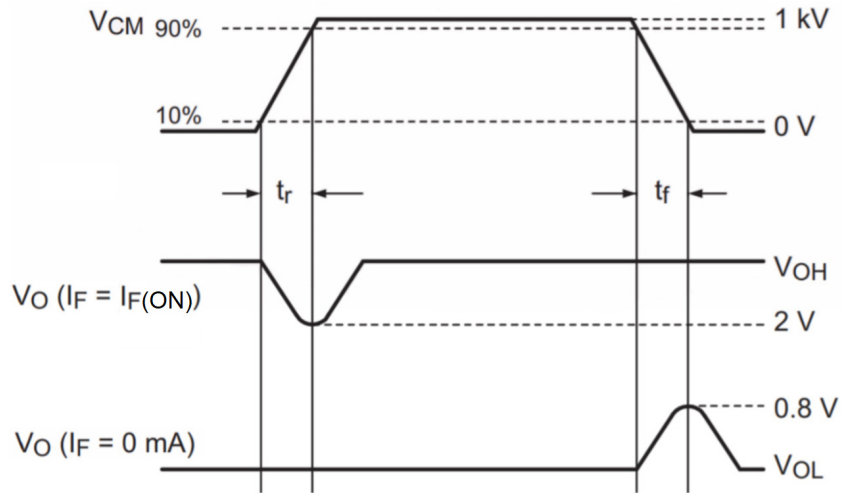 VCM 90% 1 kV
10% 0 V
tr tf
VOH
VO (IF = IF(ON))
2 V
0.8 V
VO (IF = 0 mA)
VOL